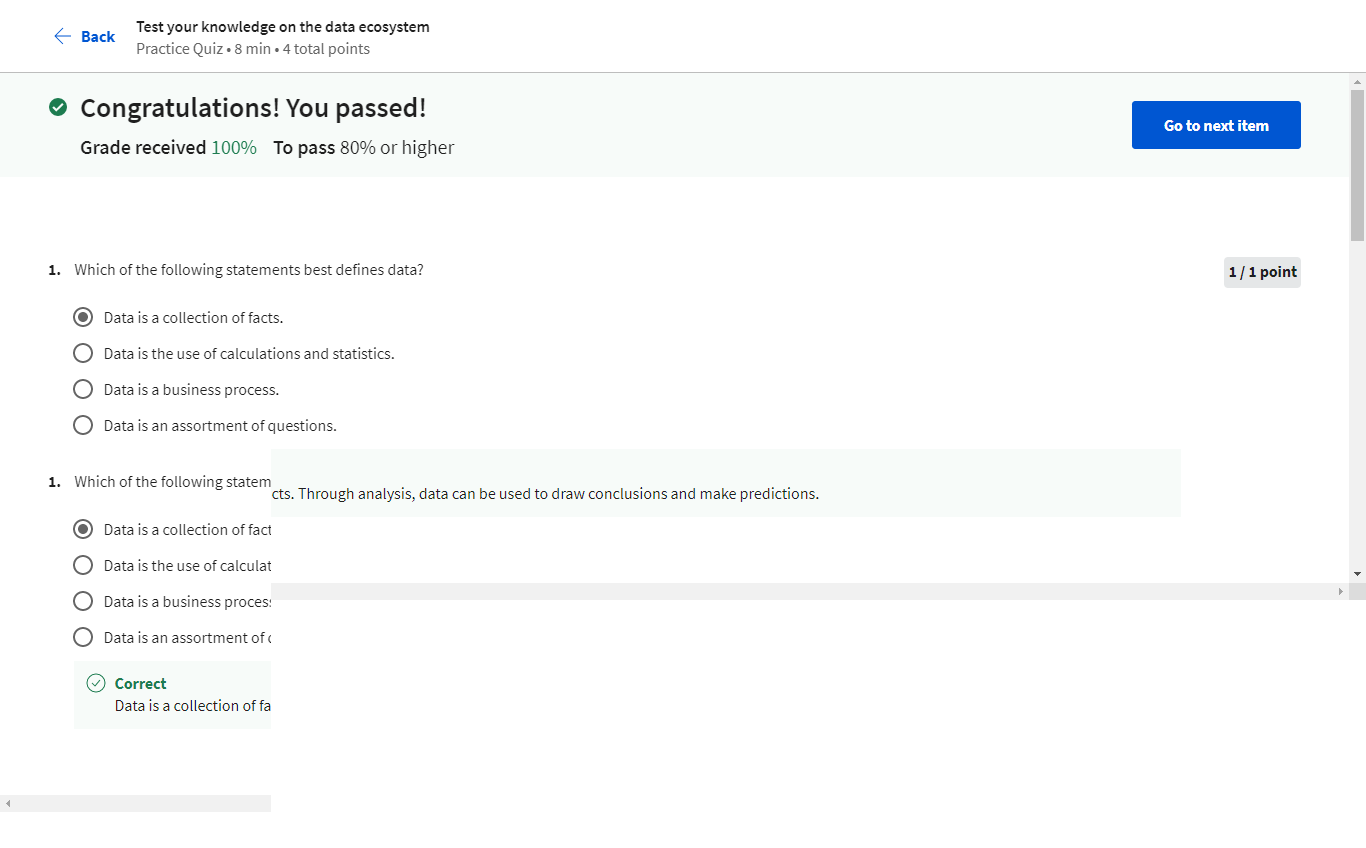 Back
Test your knowledge on the data ecosystem
Practice Quiz • 8 min • 4 total points
Congratulations! You passed!
Grade received 100% To pass 80% or higher
Go to next item
1. Which of the following statements best defines data?
1 / 1 point
Data is a collection of facts.
Data is the use of calculations and statistics.
Data is a business process.
Data is an assortment of questions.
1. Which of the following statem
cts. Through analysis, data can be used to draw conclusions and make predictions.
Data is a collection of fact
Data is the use of calculat
Data is a business proces
Data is an assortment of
Correct
Data is a collection of fa